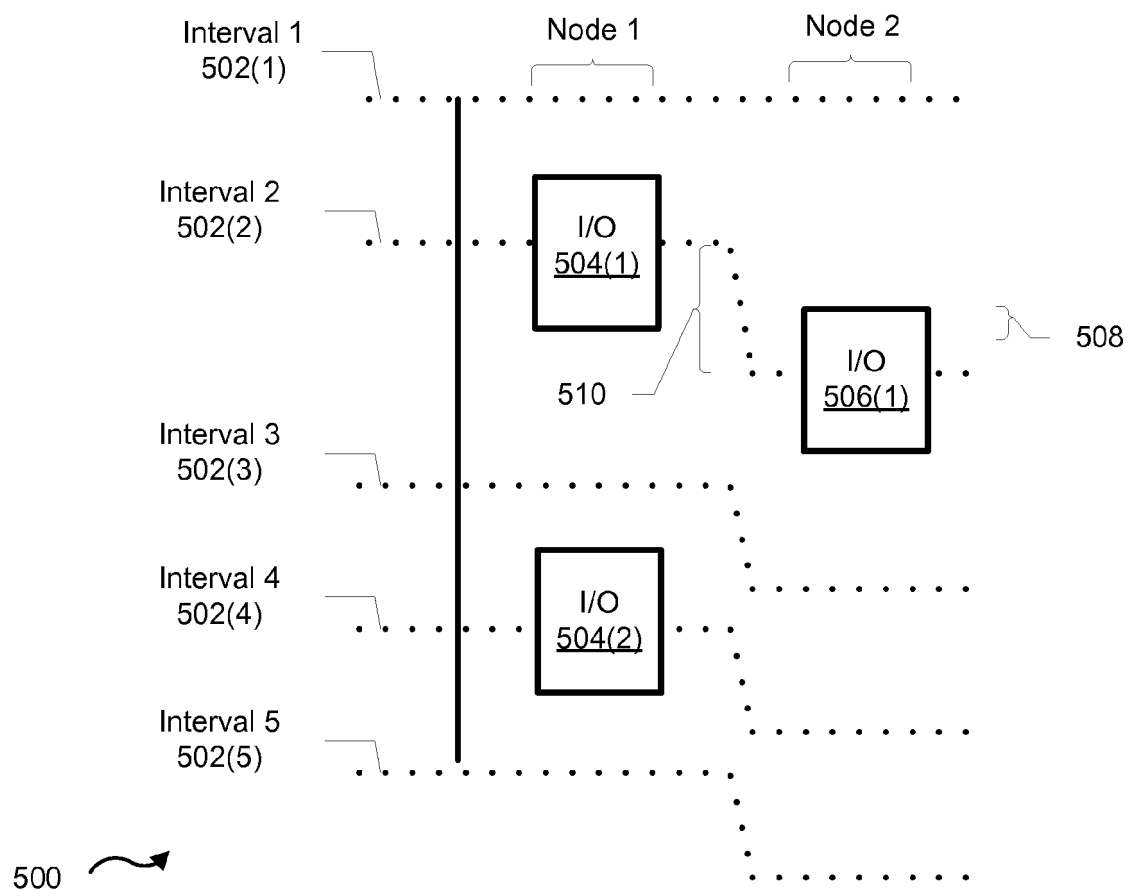 Interval 1
502(1)
Node 1
Node 2
Interval 2
502(2)
I/O
504(1)
508
I/O
506(1)
510
Interval 3
502(3)
Interval 4
502(4)
I/O
504(2)
Interval 5
502(5)
500